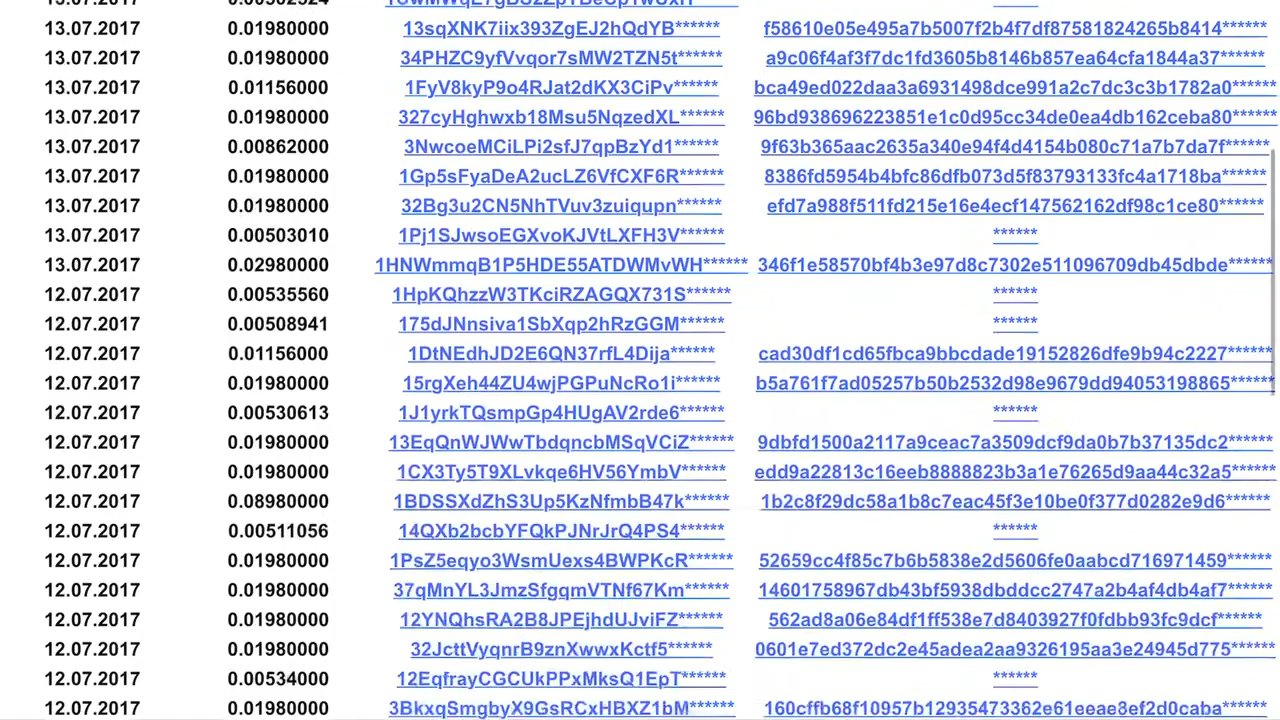 13.07.2017 0.01980000 13sqXNK7iix393ZgEJ2hQdYB****** f58610e05e495a7b5007f2b4f7df87581824265b8414******
13.07.2017 0.01980000 34PHZC9yfVvqor7sMW2TZN5t****** a9c06f4af3f7dc1fd3605b8146b857ea64cfa1844a37******
13.07.2017 0.01156000 1FyV8kyP9o4RJat2dKX3CiPv****** bca49ed022daa3a6931498dce991a2c7dc3c3b1782a0******
13.07.2017 0.01980000 327cyHghwxb18Msu5NqzedXL****** 96bd938696223851e1c0d95cc34de0ea4db162ceba80******
13.07.2017 0.00862000 3NwcoeMCiLPi2sfJ7qpBzYd1****** 9f63b365aac2635a340e94f4d4154b080c71a7b7da7f******
13.07.2017 0.01980000 1Gp5sFyaDeA2ucLZ6VfCXF6R****** 8386fd5954b4bfc86dfb073d5f83793133fc4a1718ba******
13.07.2017 0.01980000 32Bg3u2CN5NhTVuv3zuiqupn****** efd7a988f511fd215e16e4ecf147562162df98c1ce80******
13.07.2017 0.00503010 1Pj1SJwsoEGXvoKJVtLXFH3V****** ******
13.07.2017 0.02980000 1HNWmmqB1P5HDE55ATDWMvWH****** 346f1e58570bf4b3e97d8c7302e511096709db45dbde******
12.07.2017 0.00535560 1HpKQhzzW3TKciRZAGQX731S****** ******
12.07.2017 0.00508941 175dJNnsiva1SbXqp2hRzGGM****** ******
12.07.2017 0.01156000 1DtNEdhJD2E6QN37rfL4Dija****** cad30df1cd65fbca9bbcdade19152826dfe9b94c2227******
12.07.2017 0.01980000 15rgXeh44ZU4wjPGPuNcRo1i****** b5a761f7ad05257b50b2532d98e9679dd94053198865******
12.07.2017 0.00530613 1J1yrkTQsmpGp4HUgAV2rde6****** ******
12.07.2017 0.01980000 13EqQnWJWwTbdqncbMSqVCiZ****** 9dbfd1500a2117a9ceac7a3509dcf9da0b7b37135dc2******
12.07.2017 0.01980000 1CX3Ty5T9XLvkqe6HV56YmbV****** edd9a22813c16eeb8888823b3a1e76265d9aa44c32a5******
12.07.2017 0.08980000 1BDSSXdZhS3Up5KzNfmbB47k****** 1b2c8f29dc58a1b8c7eac45f3e10be0f377d0282e9d6******
12.07.2017 0.00511056 14QXb2bcbYFQkPJNrJrQ4PS4****** ******
12.07.2017 0.01980000 1PsZ5eqyo3WsmUexs4BWPKcR****** 52659cc4f85c7b6b5838e2d5606fe0aabcd716971459******
12.07.2017 0.01980000 37qMnYL3JmzSfgqmVTNf67Km****** 14601758967db43bf5938dbddcc2747a2b4af4db4af7******
12.07.2017 0.01980000 12YNQhsRA2B8JPEjhdUJviFZ****** 562ad8a06e84df1ff538e7d8403927f0fdbb93fc9dcf******
12.07.2017 0.01980000 32JcttVyqnrB9znXwwxKctf5****** 0601e7ed372dc2e45adea2aa9326195aa3e24945d775******
12.07.2017 0.00534000 12EqfrayCGCUkPPxMksQ1EpT****** ******
12.07.2017 0.01980000 3BkxqSmgbyX9GsRCxHBXZ1bM****** 160cffb68f10957b12935473362e61eeae8ef2d0caba******